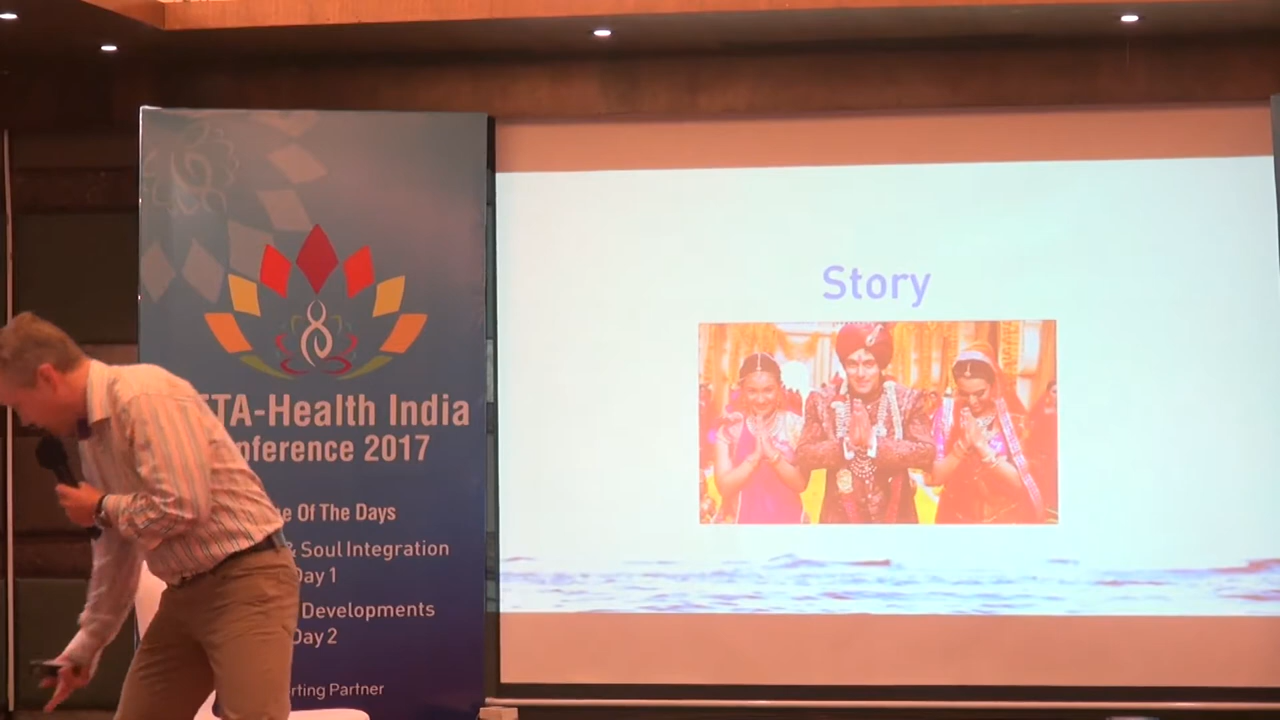 TA-Health India
nference 2017
e Of The Days
& Soul Integration
Day 1
Developments
Day 2
rting Partner
Story